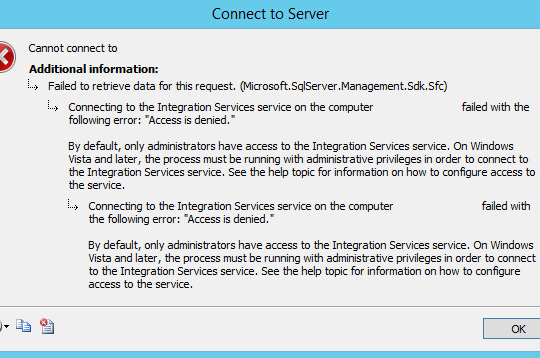 Connect to Server
Cannot connect to
Additional information:
Failed to retrieve data for this request. (Microsoft.SqlServer.Management.Sdk.Sfc)
Connecting to the Integration Services service on the computer failed with the
following error: "Access is denied."
By default, only administrators have access to the Integration Services service. On Windows
Vista and later, the process must be running with administrative privileges in order to connect to
the Integration Services service. See the help topic for information on how to configure access to
the service.
Connecting to the Integration Services service on the computer failed with
the following error: "Access is denied."
By default, only administrators have access to the Integration Services service. On Windows
Vista and later, the process must be running with administrative privileges in order to connect
to the Integration Services service. See the help topic for information on how to configure
access to the service.
OK